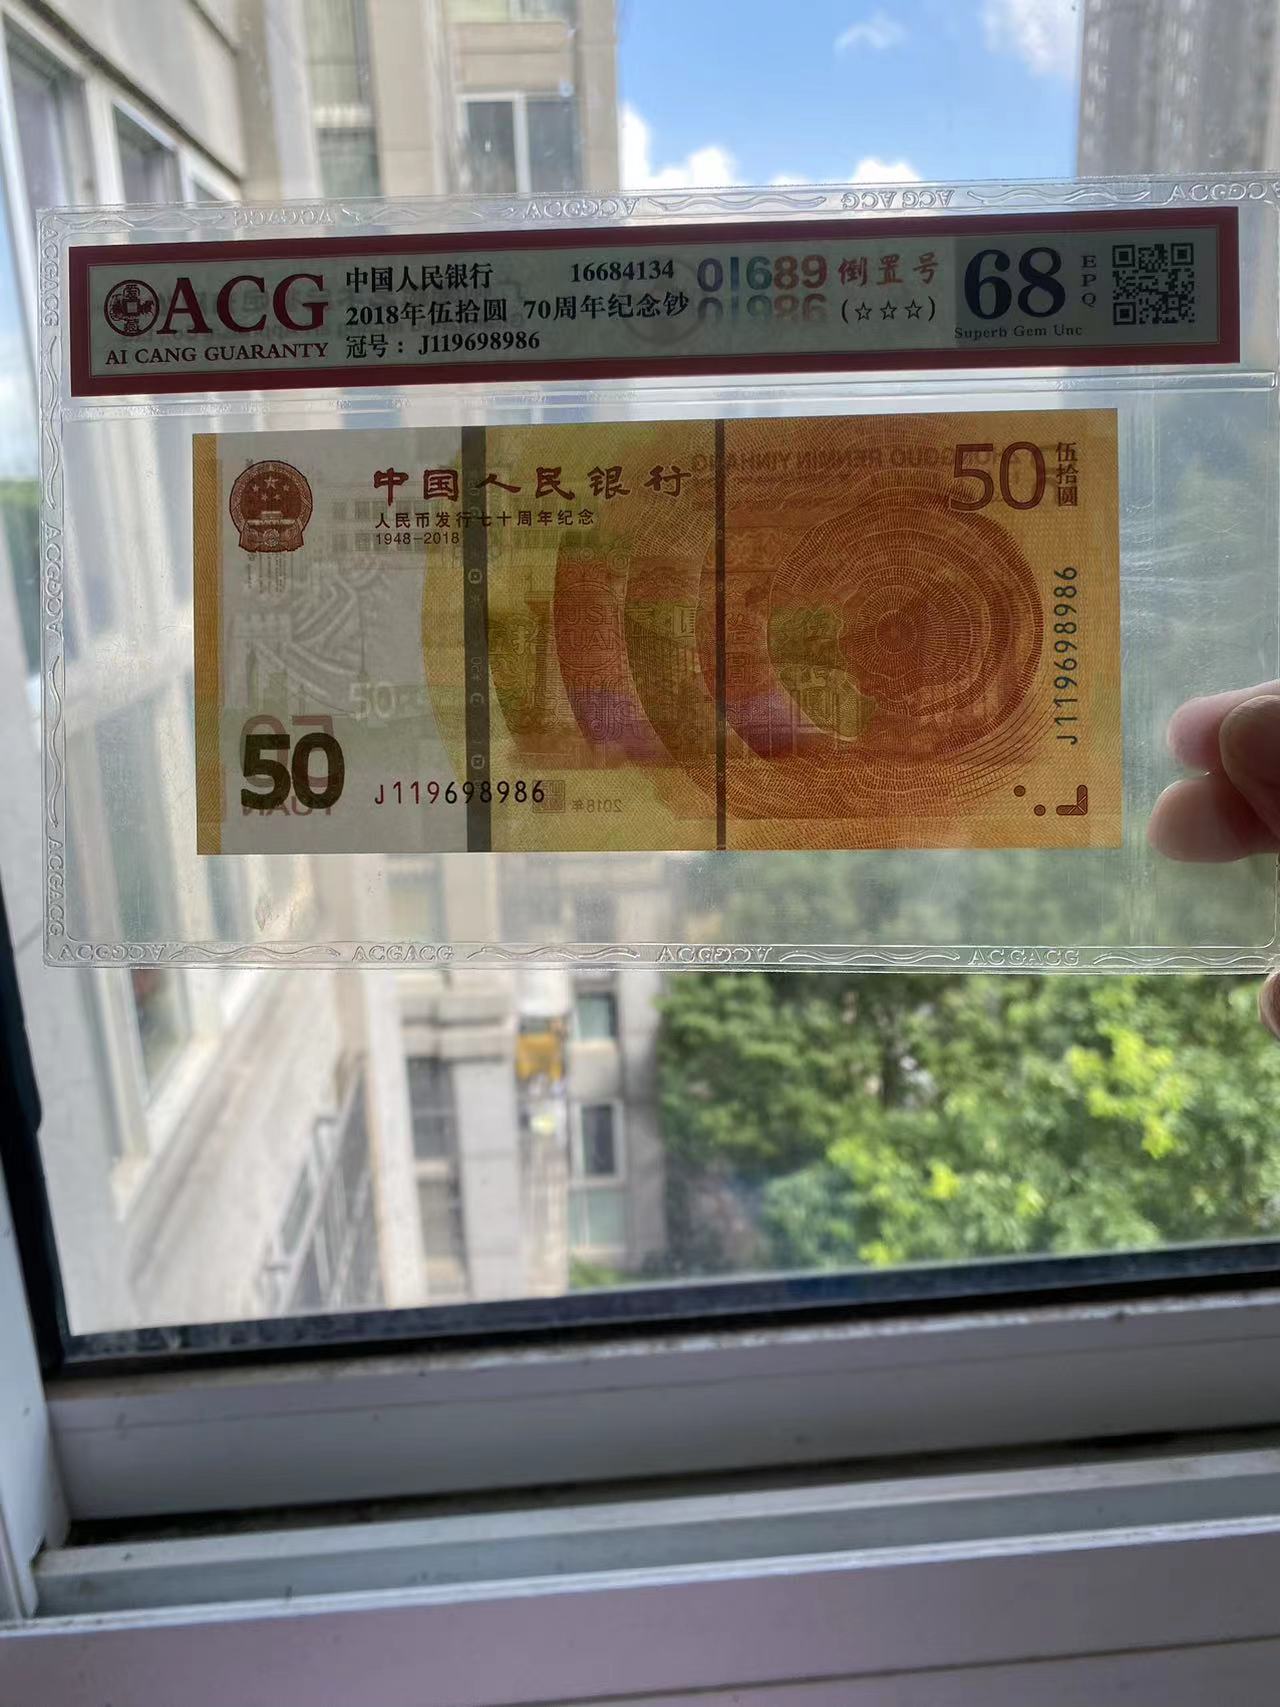 ACG
AI CANG GUARANTY
中国人民银行 16684134
2018年伍拾圆 70周年纪念钞
冠号：J119698986
01689 倒置号
(☆☆☆)
68
EPQ
Superb Gem Unc
中国人民银行
人民币发行七十周年纪念
1948-2018
50
伍拾圆
J119698986
50
50
J119698986
2018年
ACGACG
ACGACG